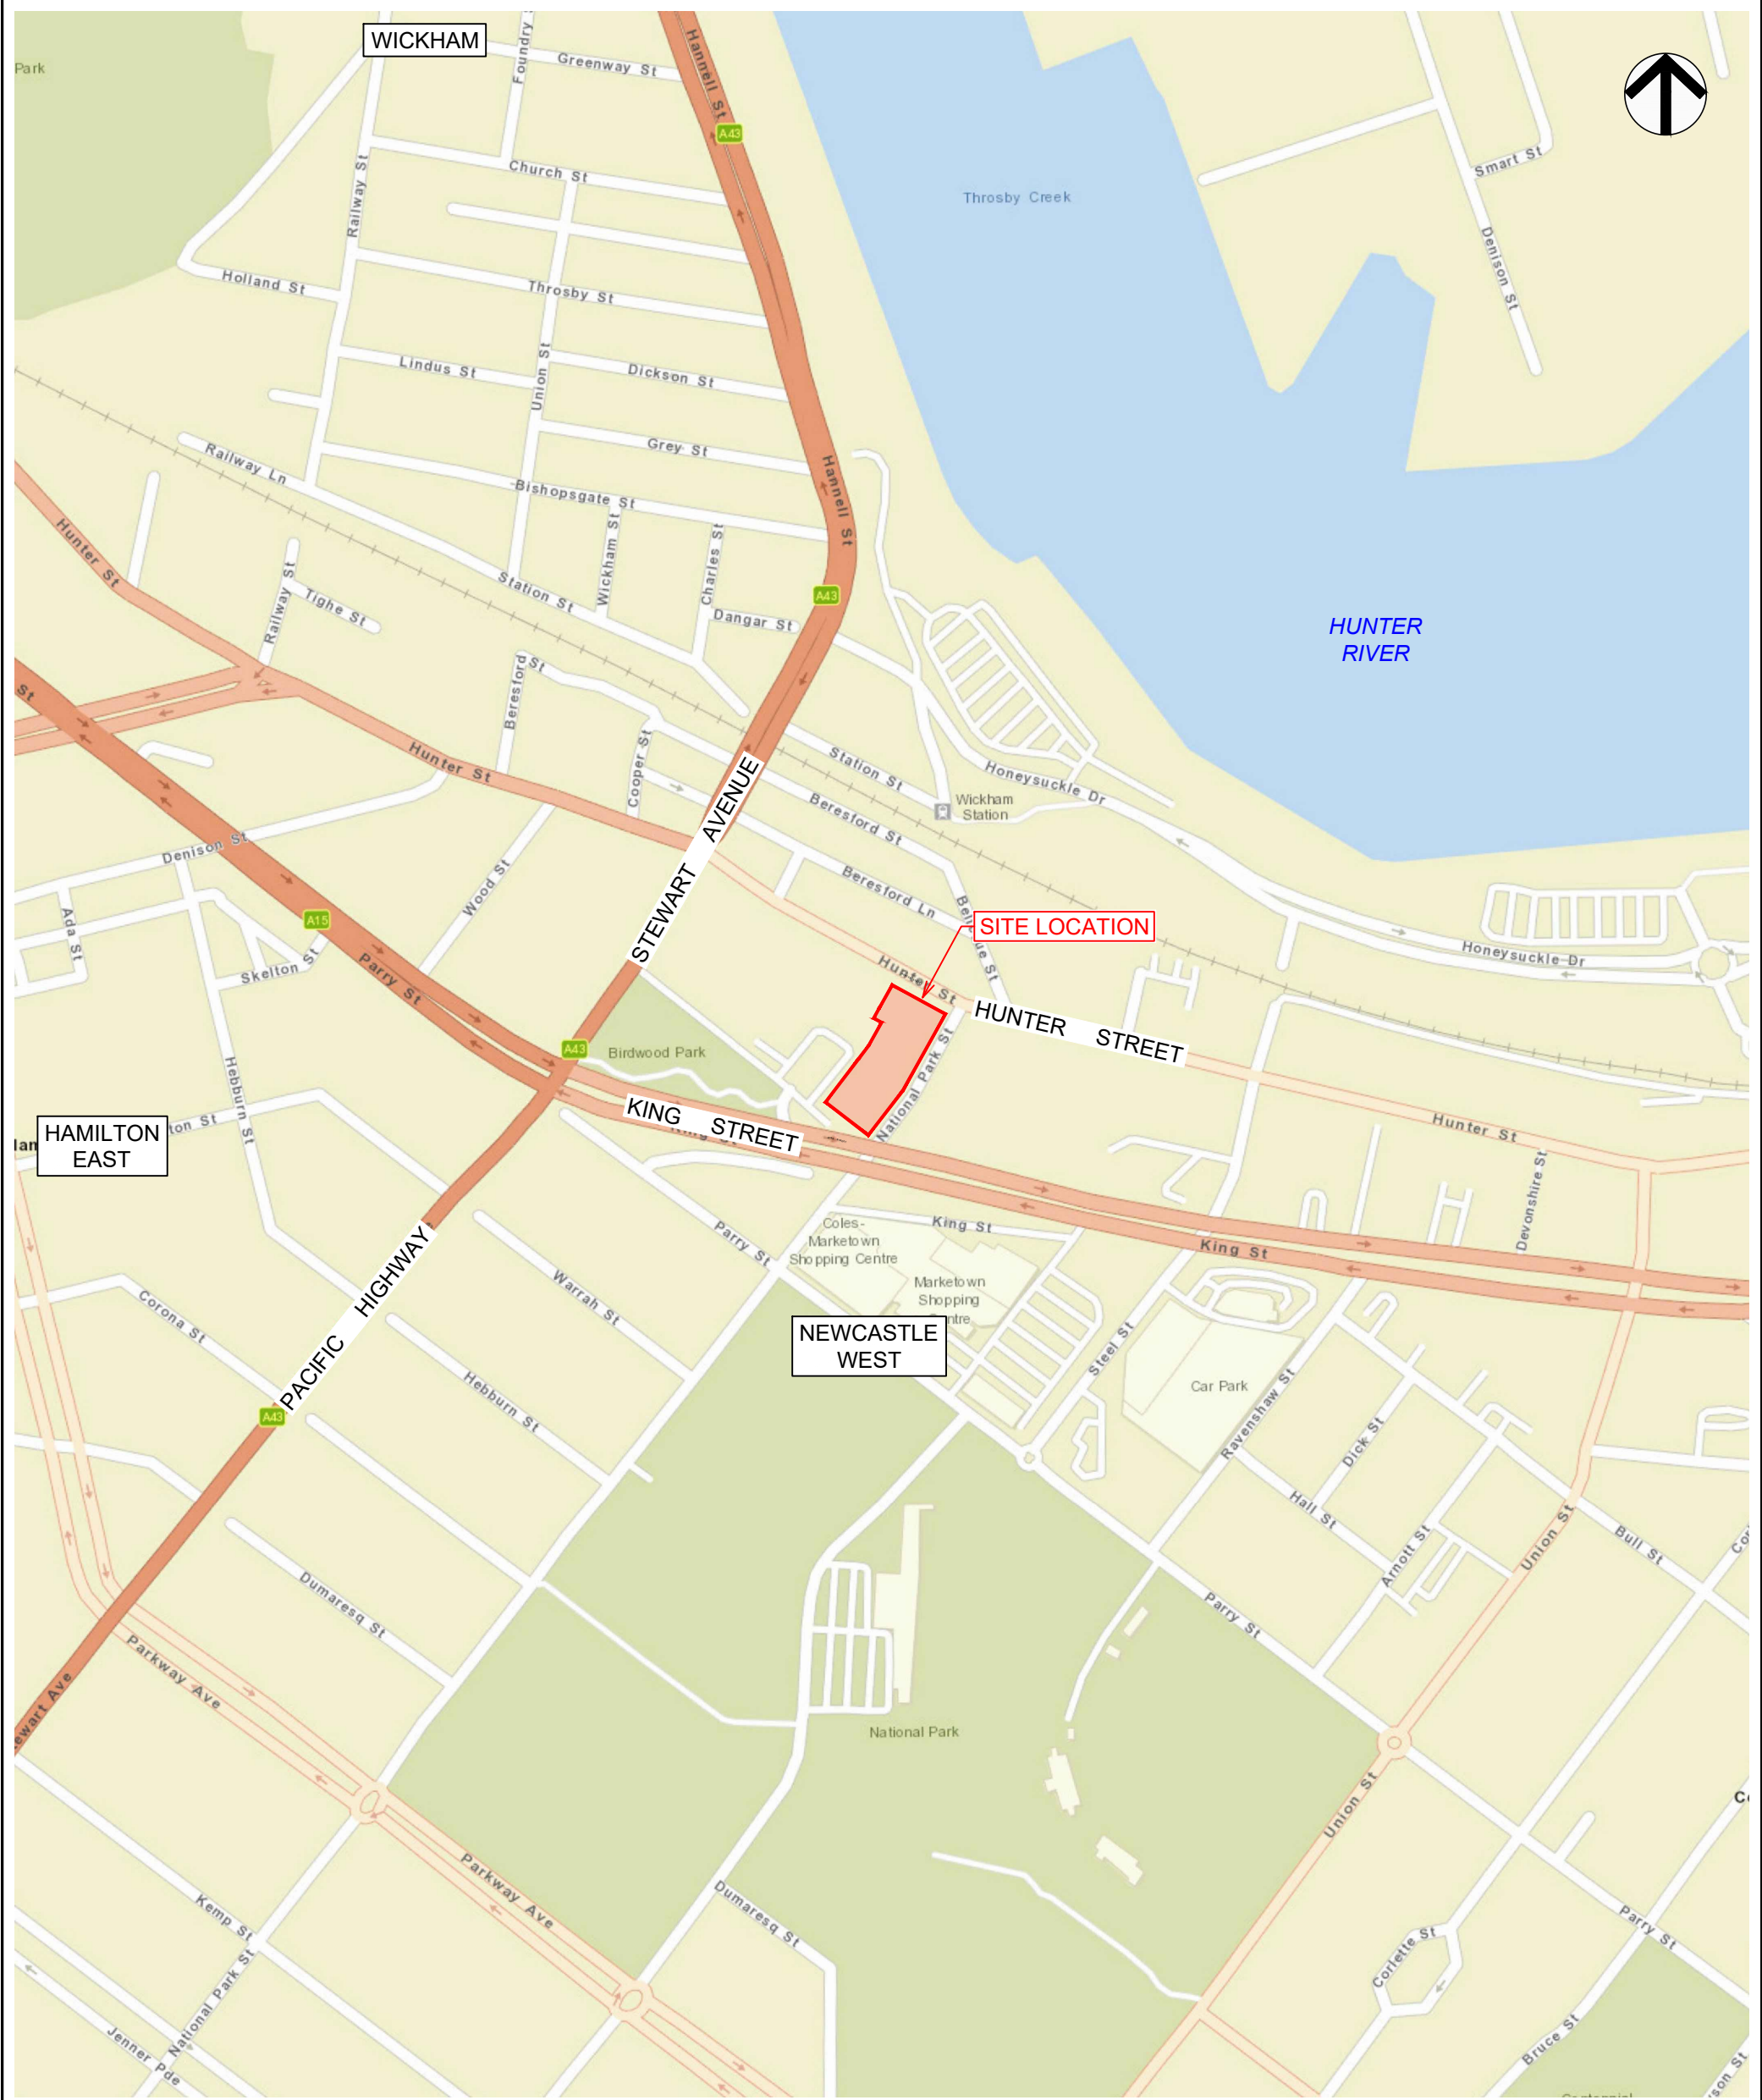 WICKHAM
Foundry
Greenway St
Hannell St
Park
A43
Church St
Smart St
Throsby Creek
Railway St
Denison St
Holland St
Throsby St
Lindus St
Union St
Dickson St
Grey St
Railway Ln
Hannell St
Bishopsgate St
Hunter St
Wickham St
Charles St
Railway St
Station St
A43
Tighe St
Dangar St
HUNTER
RIVER
St
Beresford St
Hunter St
Cooper St
STEWART AVENUE
Station St
Honeysuckle Dr
Beresford St
Wickham
Station
Denison St
Wood St
Beresford Ln
Ada St
A15
SITE LOCATION
Honeysuckle Dr
Skelton St
Parry St
Hunter St
HUNTER STREET
A43
Birdwood Park
National Park St
Hebburn St
KING STREET
ton St
HAMILTON
EAST
Hunter St
Devonshire St
Parry St
Coles-
Marketown
Shopping Centre
King St
King St
PACIFIC HIGHWAY
Warrah St
Marketown
Shopping
Corona St
NEWCASTLE
WEST
Steel St
Car Park
Hebburn St
A43
Ravenshaw St
Dick St
Hall St
Arnott St
Union St
Bull St
Dumaresq St
Parry St
Parkway Ave
ewart Ave
National Park
Union St
Parkway Ave
Kemp St
Dumaresq St
Parry St
Corlette St
National Park St
Jenner Pde
Bruce St
son St